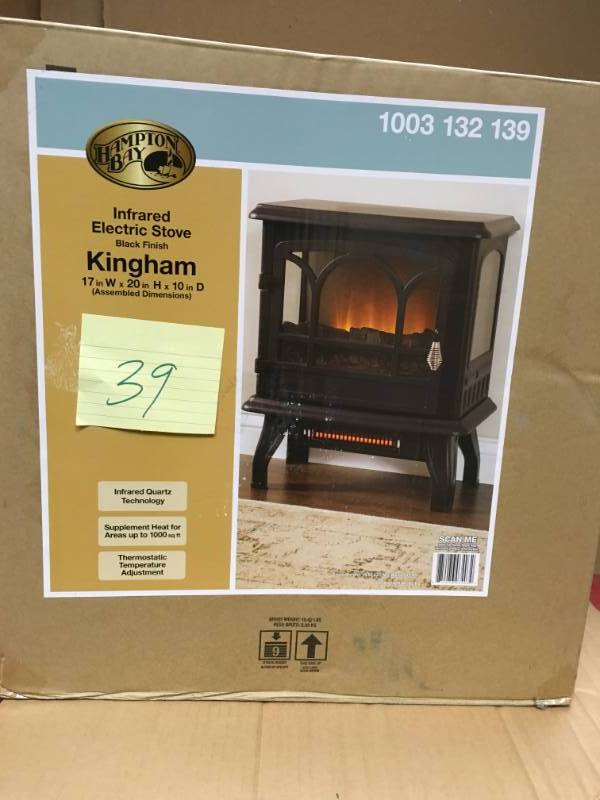 1003 132 139
HAMPTON
BAY
Infrared
Electric Stove
Black Finish
Kingham
17 in W x 20 in H x 10 in D
(Assembled Dimensions)
39
Infrared Quartz
Technology
Supplement Heat for
Areas up to 1000 sq ft
Thermostatic
Temperature
Adjustment
SCAN ME
9